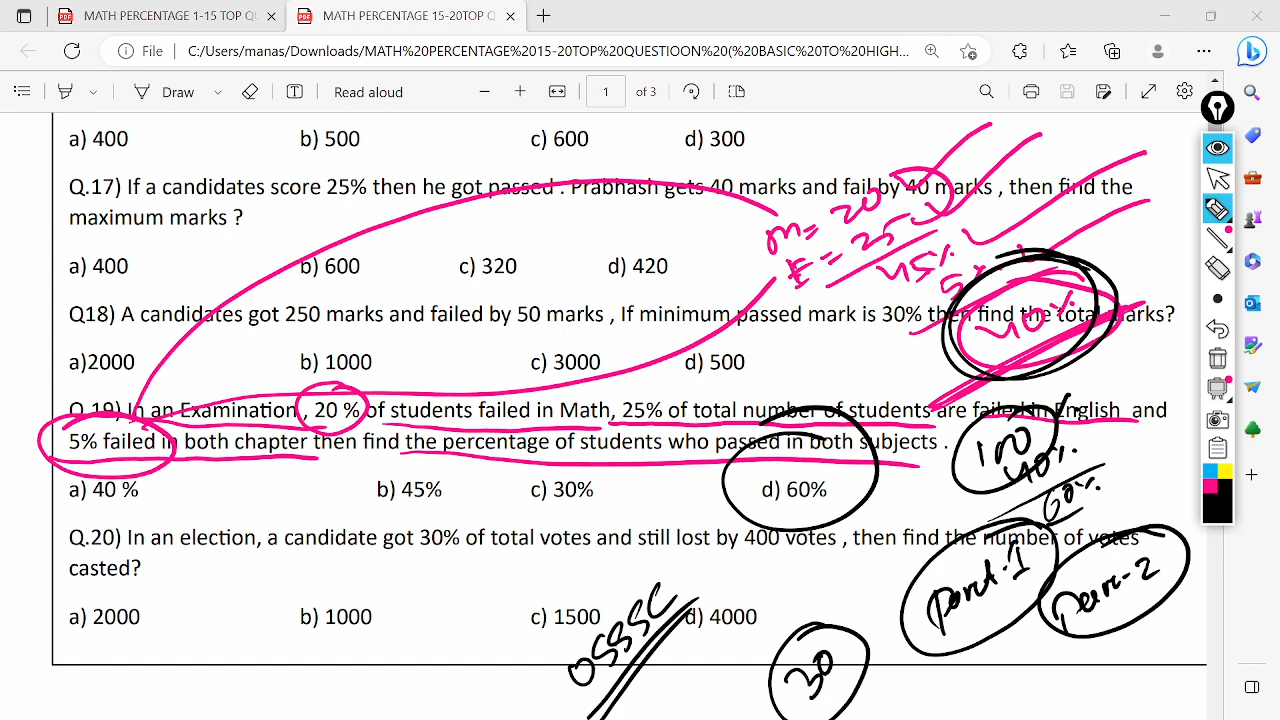 MATH PERCENTAGE 1-15 TOP QU
MATH PERCENTAGE 15-20TOP Q
File
C:/Users/manas/Downloads/MATH%20PERCENTAGE%2015-20TOP%20QUESTIOON%20(%20BASIC%20TO%20HIGH...
Draw
Read aloud
1
of 3
a) 400 b) 500 c) 600 d) 300
Q.17) If a candidates score 25% then he got passed . Prabhash gets 40 marks and fail by 40 marks , then find the
maximum marks ?
a) 400 b) 600 c) 320 d) 420
m= 20
E = 25
45%
5%
40%
Q18) A candidates got 250 marks and failed by 50 marks , If minimum passed mark is 30% then find the total marks?
a)2000 b) 1000 c) 3000 d) 500
Q.19) In an Examination , 20 % of students failed in Math, 25% of total number of students are failed in English and
5% failed in both chapter then find the percentage of students who passed in both subjects .
100
40%
60%
a) 40 % b) 45% c) 30% d) 60%
Q.20) In an election, a candidate got 30% of total votes and still lost by 400 votes , then find the number of votes
casted?
Part-1
Part-2
a) 2000 b) 1000 c) 1500 d) 4000
OSSSC
30